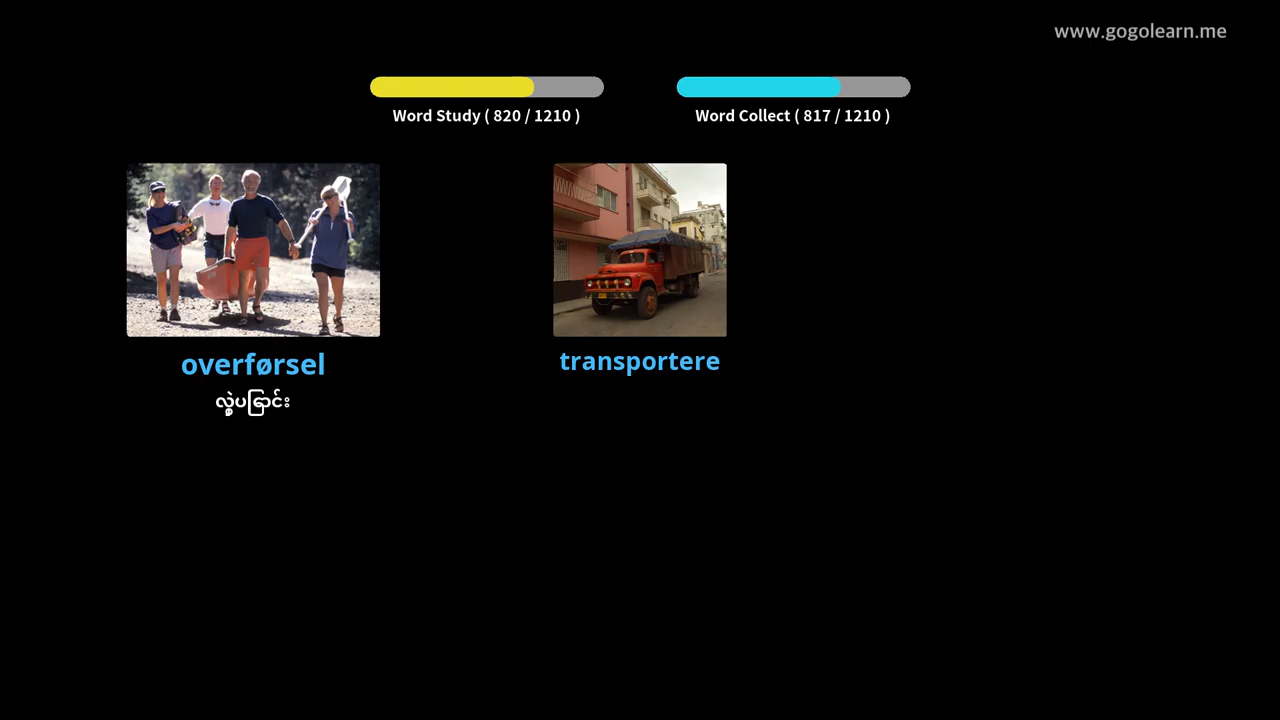 www.gogolearn.me
Word Study ( 820 / 1210 )
Word Collect ( 817 / 1210 )
overførsel
လွှဲပြောင်း
transportere